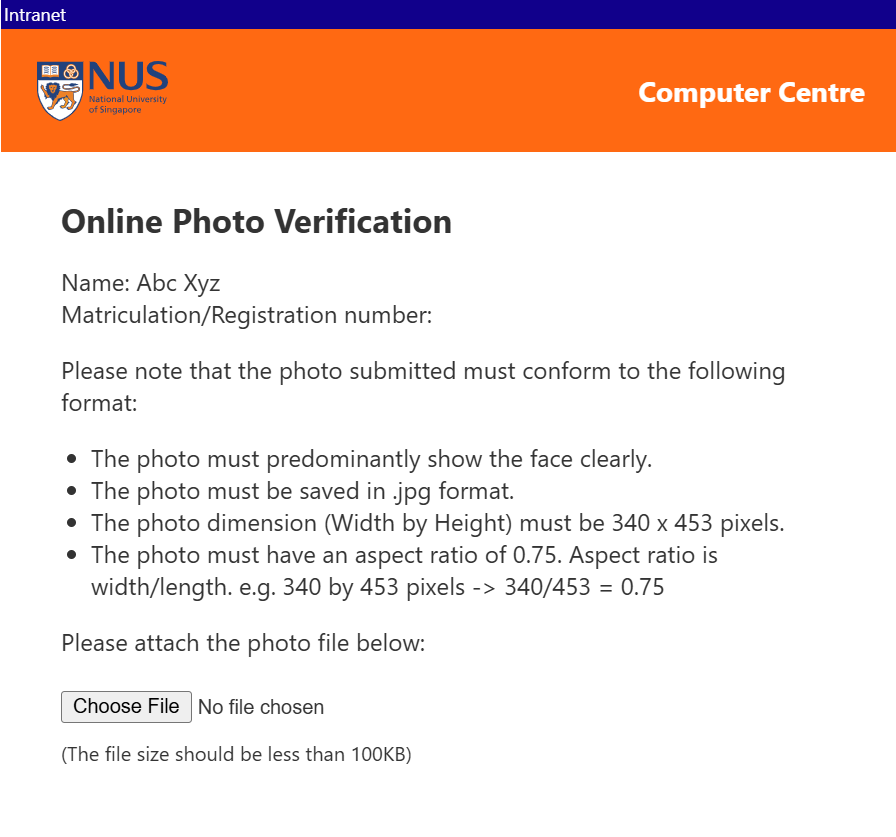 Intranet
NUS
National University
of Singapore
Computer Centre
Online Photo Verification
Name: Abc Xyz
Matriculation/Registration number:
Please note that the photo submitted must conform to the following
format:
The photo must predominantly show the face clearly.
The photo must be saved in .jpg format.
The photo dimension (Width by Height) must be 340 x 453 pixels.
The photo must have an aspect ratio of 0.75. Aspect ratio is
width/length. e.g. 340 by 453 pixels -> 340/453 = 0.75
Please attach the photo file below:
Choose File No file chosen
(The file size should be less than 100KB)